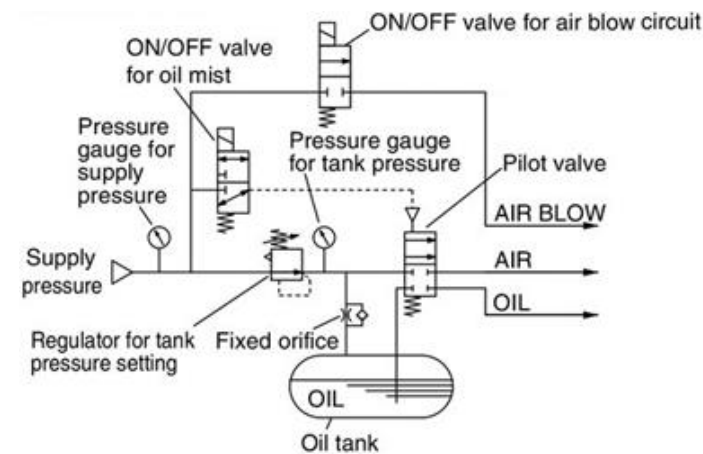 ON/OFF valve for air blow circuit
ON/OFF valve
for oil mist
Pressure
gauge for
supply
pressure
Pressure gauge
for tank pressure
Pilot valve
AIR BLOW
Supply
pressure
AIR
OIL
Regulator for tank
pressure setting
Fixed orifice
OIL
Oil tank